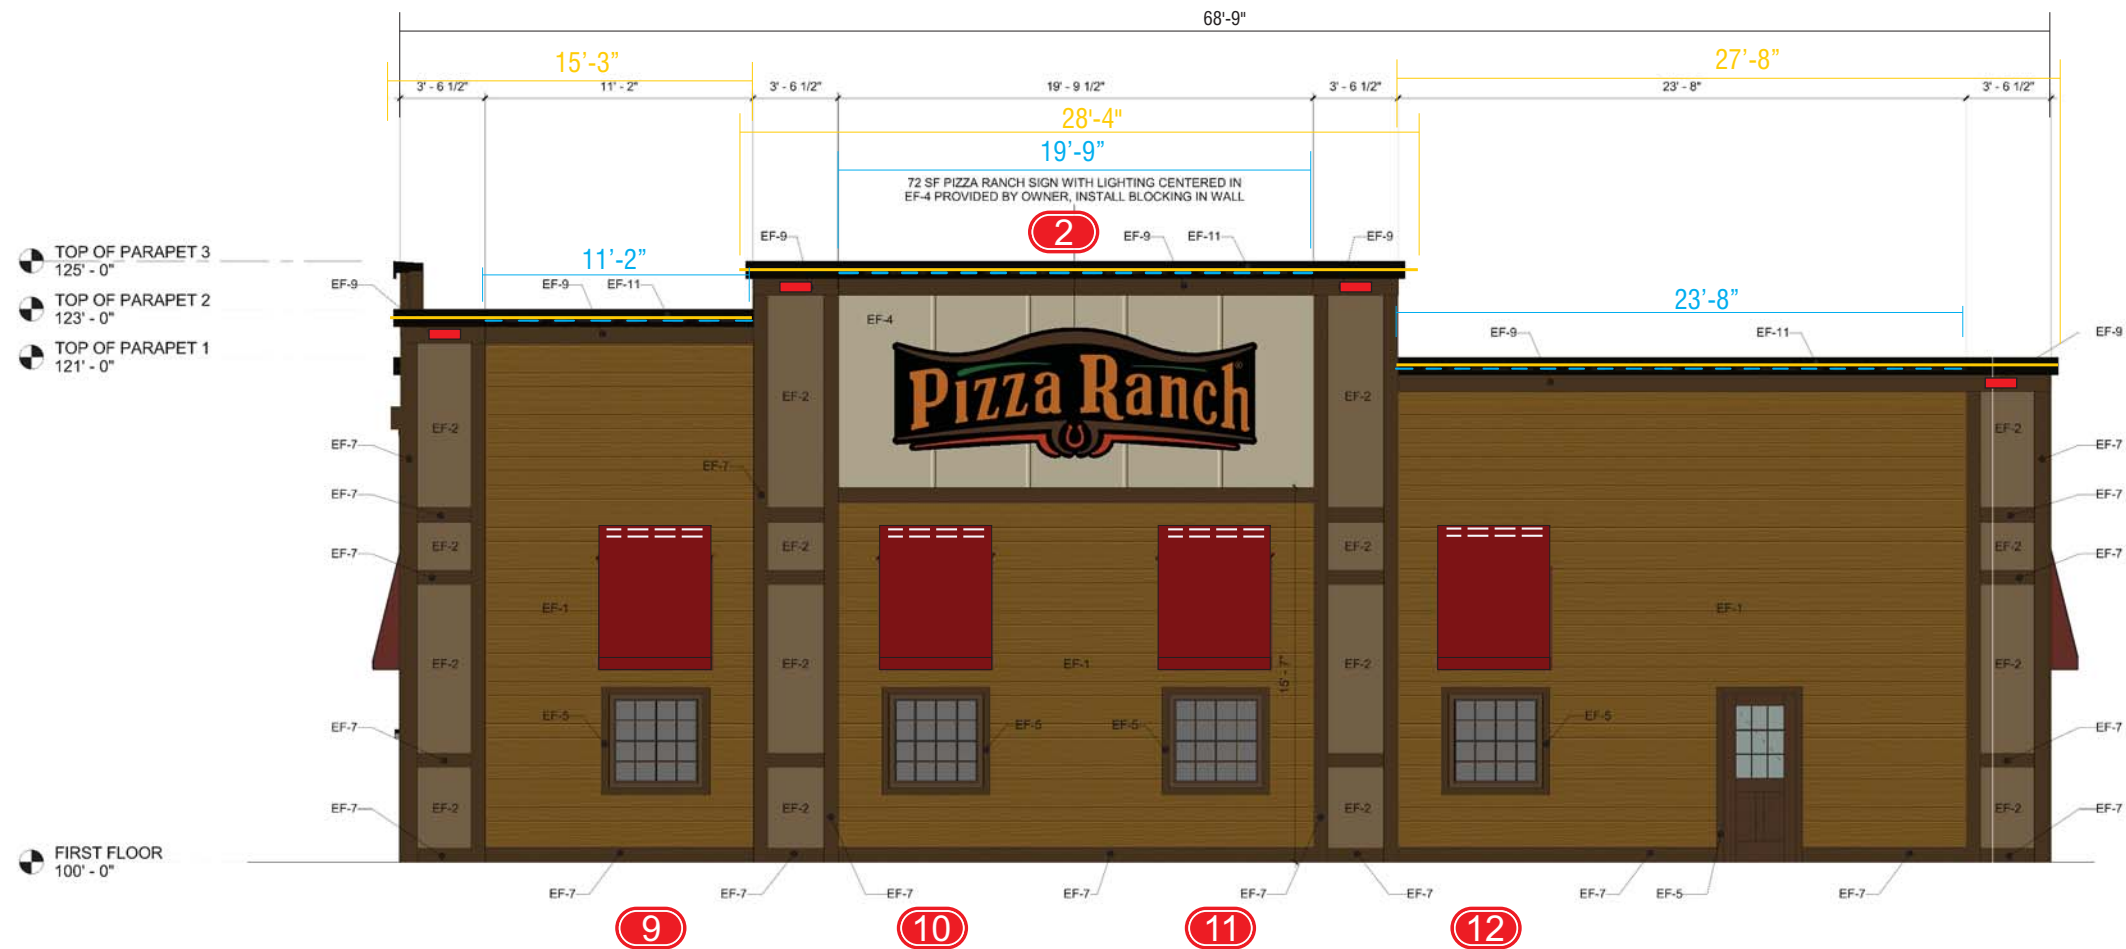 68'-9"
15'-3"
27'-8"
3' - 6 1/2"
11' - 2"
3' - 6 1/2"
19' - 9 1/2"
3' - 6 1/2"
23' - 8"
3' - 6 1/2"
28'-4"
19'-9"
72 SF PIZZA RANCH SIGN WITH LIGHTING CENTERED IN
EF-4 PROVIDED BY OWNER, INSTALL BLOCKING IN WALL
2
EF-9
EF-9
EF-11
EF-9
TOP OF PARAPET 3
125' - 0"
11'-2"
EF-9
EF-9
EF-11
TOP OF PARAPET 2
123' - 0"
23'-8"
EF-9
EF-11
EF-9
TOP OF PARAPET 1
121' - 0"
EF-4
Pizza Ranch®
EF-2
EF-2
EF-2
EF-2
EF-7
EF-7
EF-7
EF-7
EF-7
EF-2
EF-2
EF-2
EF-2
EF-7
EF-7
EF-1
EF-1
EF-2
EF-2
EF-1
EF-2
EF-2
15' - 7"
EF-5
EF-5
EF-5
EF-5
EF-7
EF-7
EF-7
EF-2
EF-2
EF-2
EF-2
EF-7
FIRST FLOOR
100' - 0"
EF-7
EF-7
EF-7
EF-7
EF-7
EF-7
EF-7
EF-5
EF-7
9
10
11
12